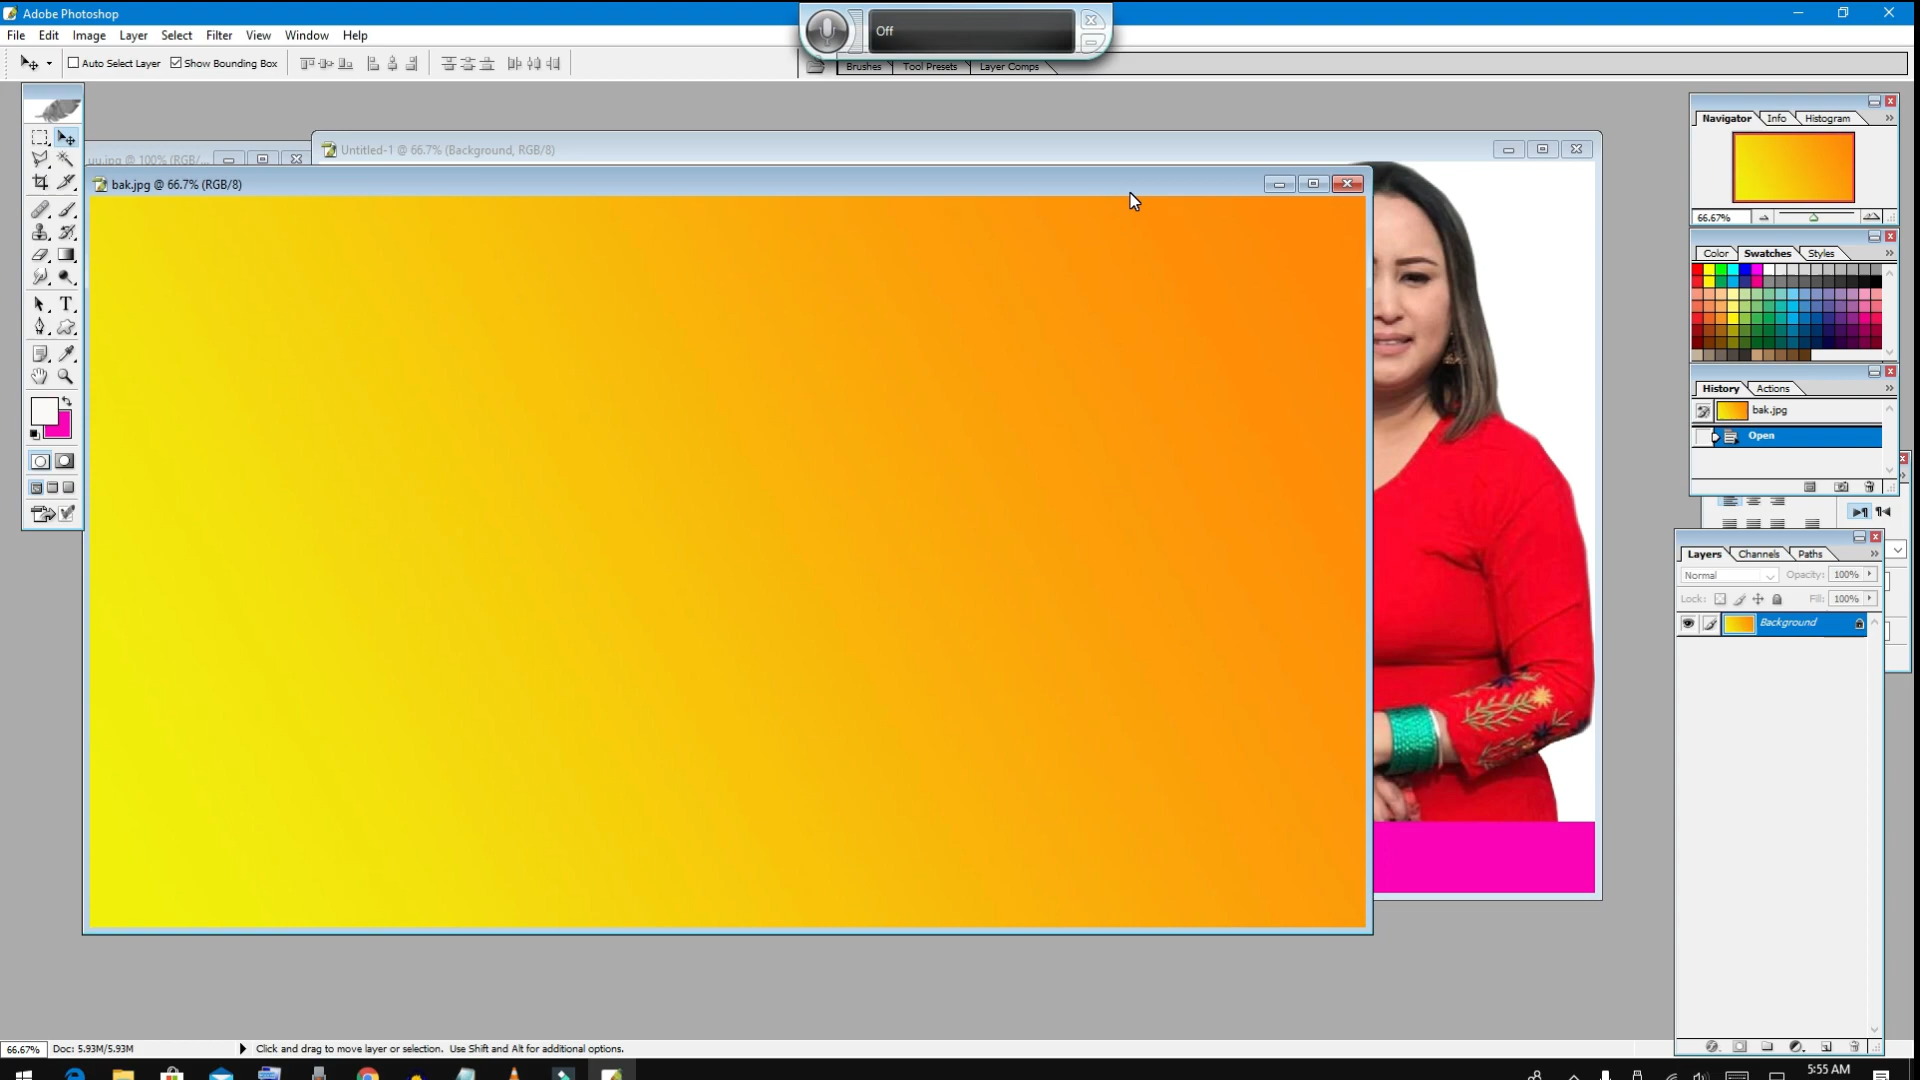 Adobe Photoshop
Off
File Edit Image Layer Select Filter View Window Help
Auto Select Layer Show Bounding Box
Brushes Tool Presets Layer Comps
uu.jpg @ 100% (RGB/...
Untitled-1 @ 66.7% (Background, RGB/8)
bak.jpg @ 66.7% (RGB/8)
Navigator Info Histogram
66.67%
Color Swatches Styles
History Actions
bak.jpg
Open
Layers Channels Paths
Normal Opacity: 100%
Lock: Fill: 100%
Background
66.67% Doc: 5.93M/5.93M Click and drag to move layer or selection. Use Shift and Alt for additional options.
5:55 AM